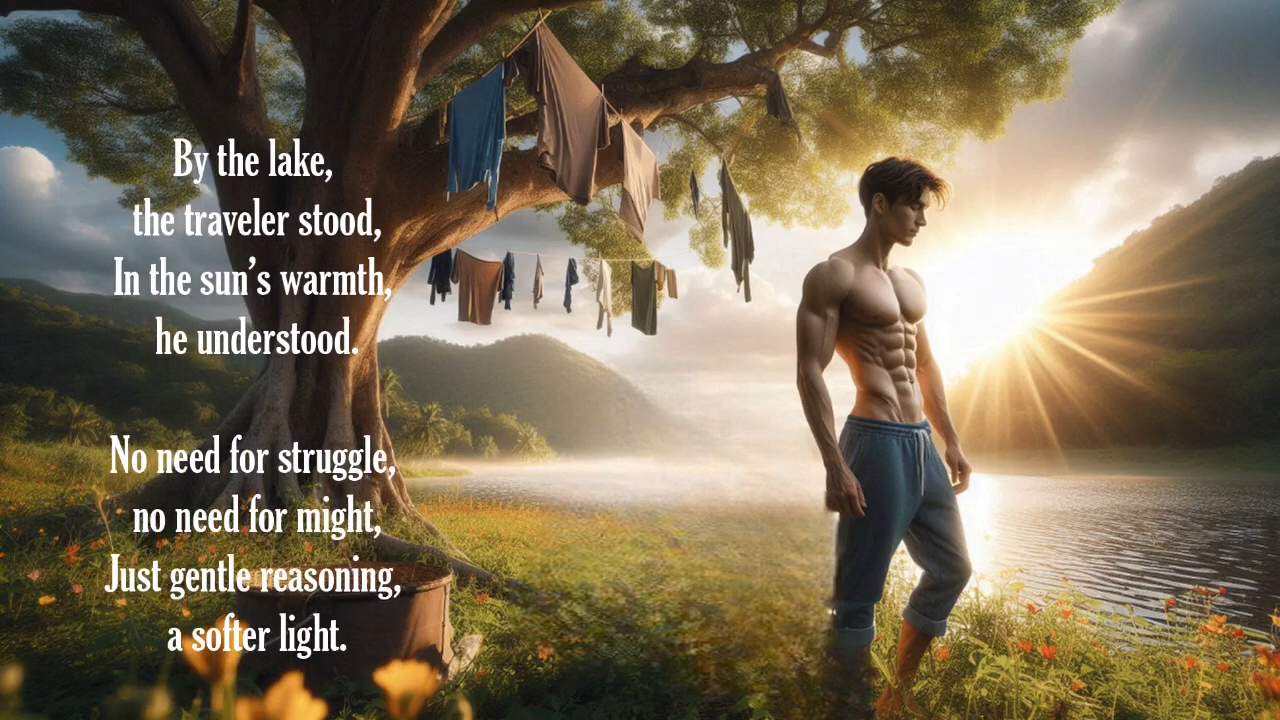 By the lake,
the traveler stood,
In the sun’s warmth,
he understood.
No need for struggle,
no need for might,
Just gentle reasoning,
a softer light.